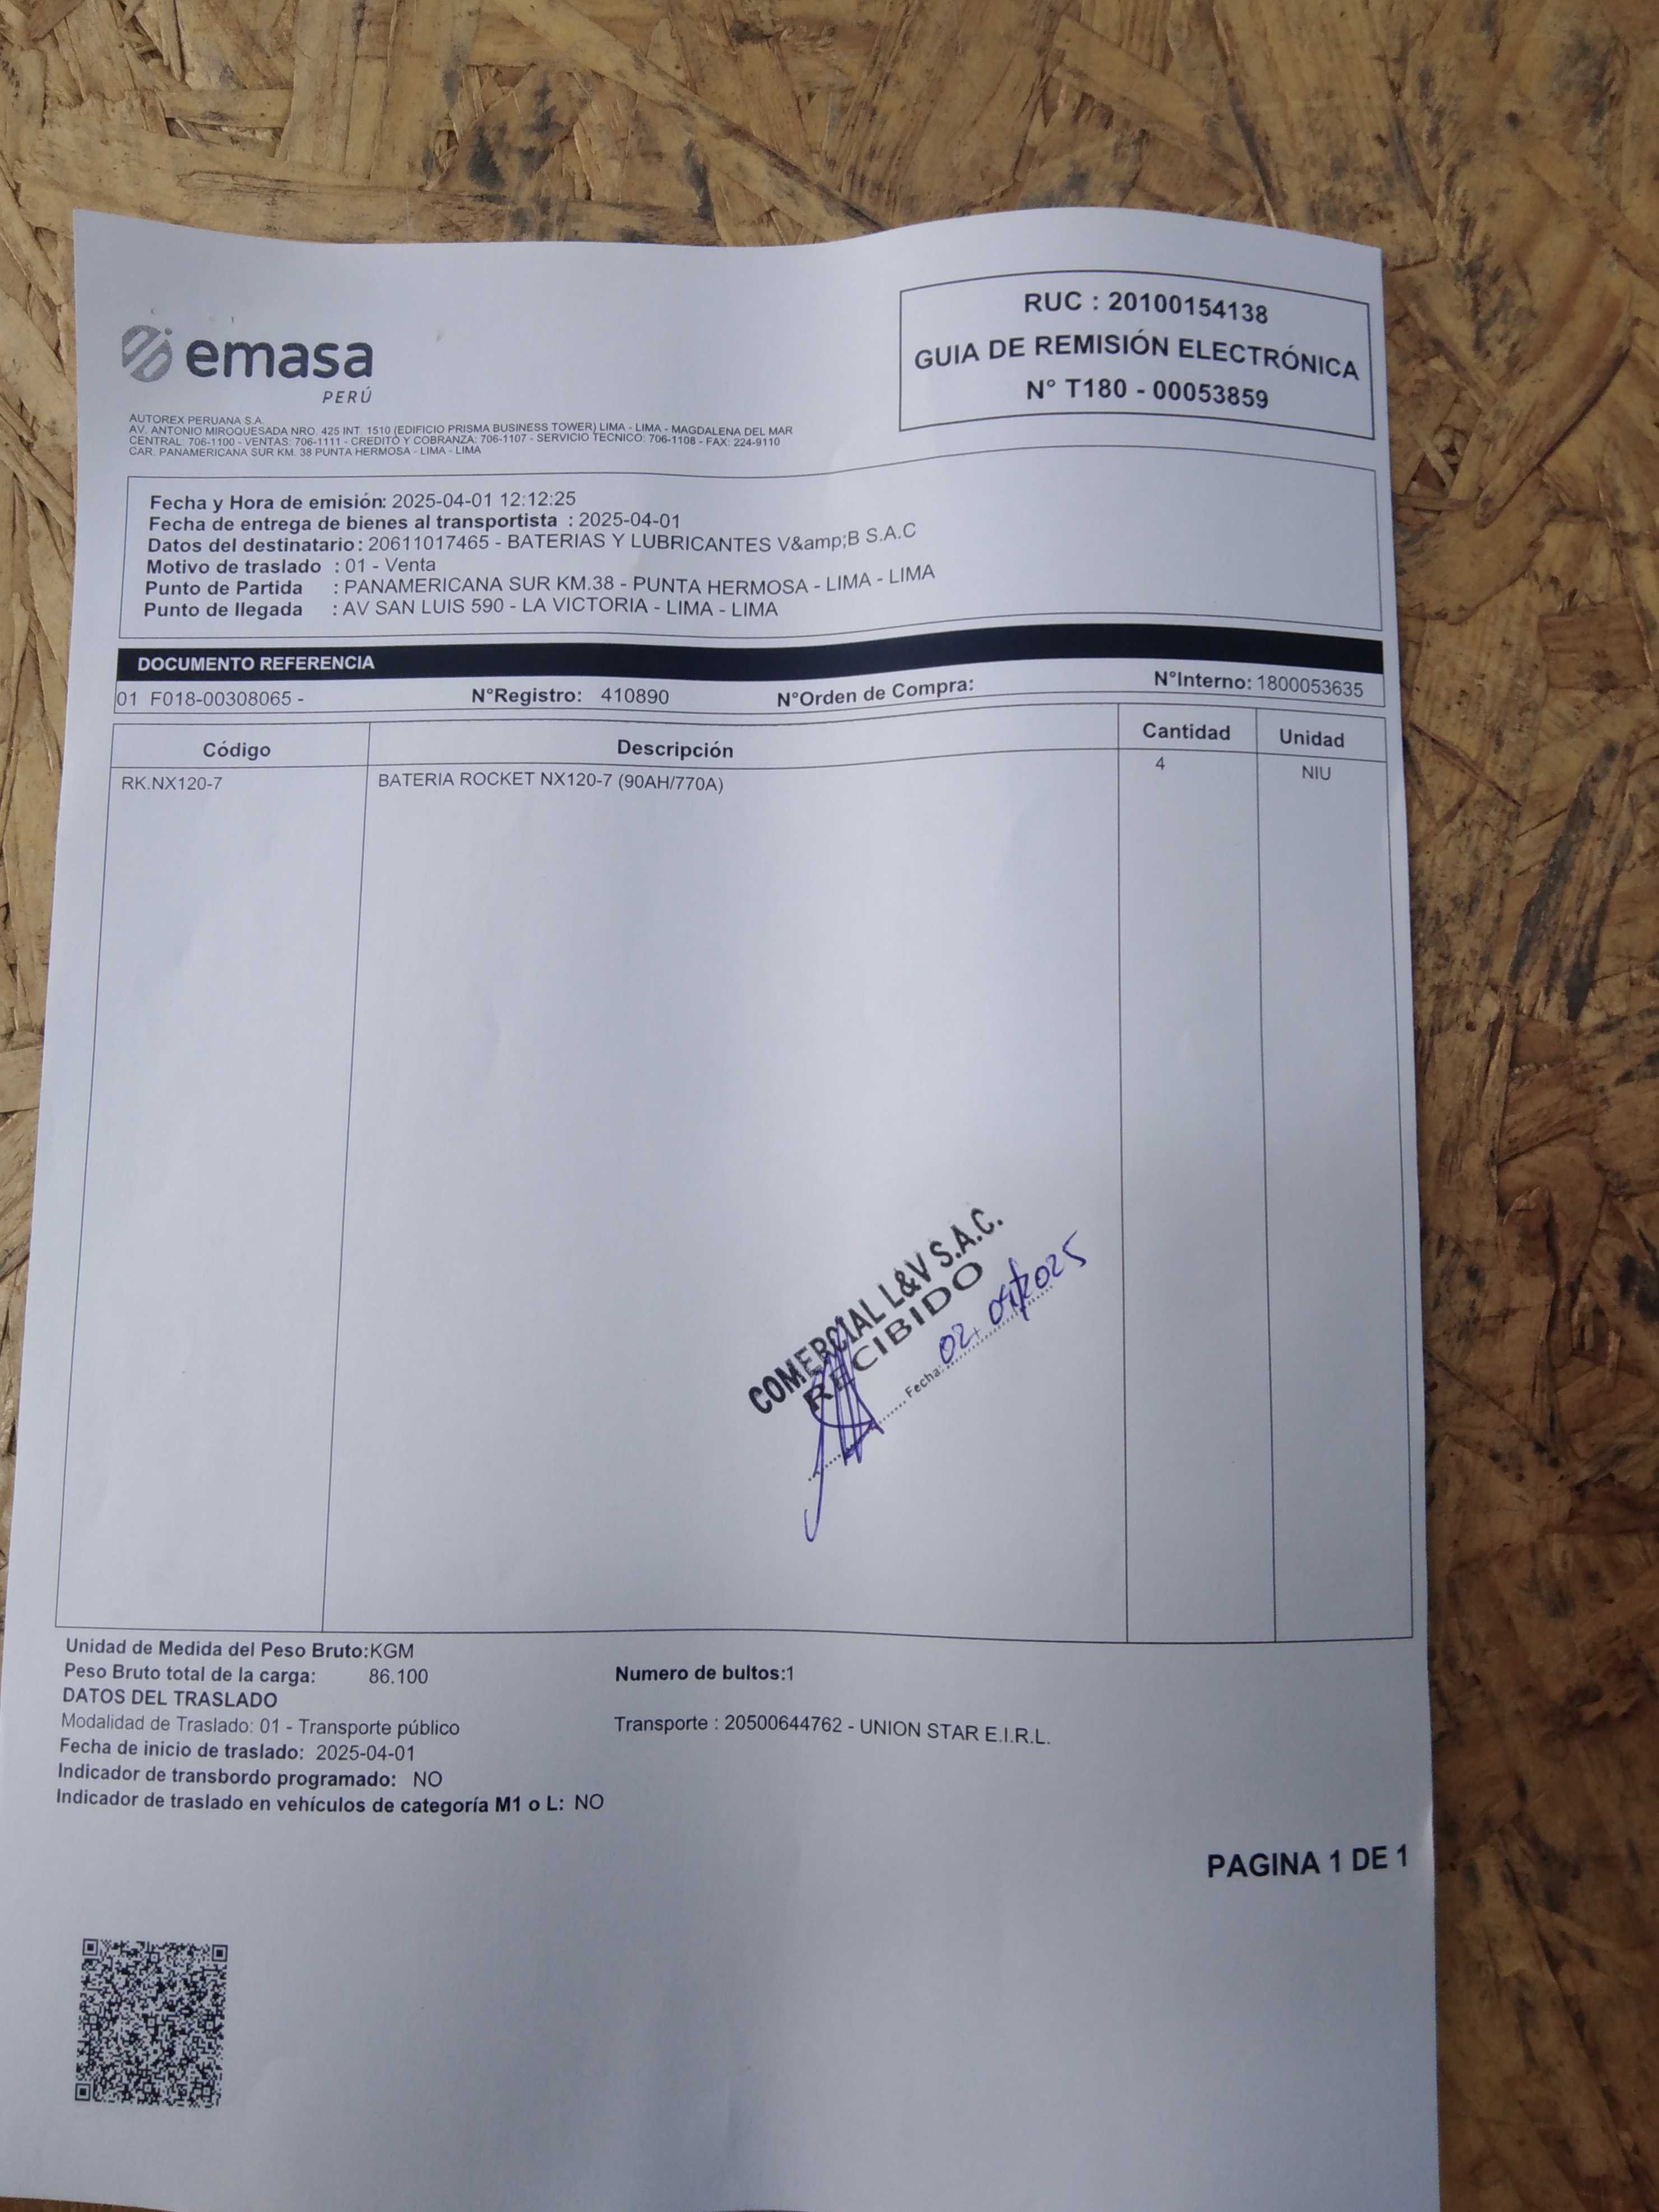 emasa
PERÚ
RUC : 20100154138
GUIA DE REMISIÓN ELECTRÓNICA
N° T180 - 00053859
AUTOREX PERUANA S.A.
AV. ANTONIO MIROQUESADA NRO. 425 INT. 1510 (EDIFICIO PRISMA BUSINESS TOWER) LIMA - LIMA - MAGDALENA DEL MAR
CENTRAL: 706-1100 - VENTAS: 706-1111 - CREDITO Y COBRANZA: 706-1107 - SERVICIO TECNICO: 706-1108 - FAX: 224-9110
CAR. PANAMERICANA SUR KM. 38 PUNTA HERMOSA - LIMA - LIMA
Fecha y Hora de emisión: 2025-04-01 12:12:25
Fecha de entrega de bienes al transportista : 2025-04-01
Datos del destinatario : 20611017465 - BATERIAS Y LUBRICANTES V&amp;B S.A.C
Motivo de traslado : 01 - Venta
Punto de Partida : PANAMERICANA SUR KM.38 - PUNTA HERMOSA - LIMA - LIMA
Punto de llegada : AV SAN LUIS 590 - LA VICTORIA - LIMA - LIMA
DOCUMENTO REFERENCIA
01 F018-00308065 - N°Registro: 410890 N°Orden de Compra: N°Interno: 1800053635
Código Descripción Cantidad Unidad
RK.NX120-7 BATERIA ROCKET NX120-7 (90AH/770A) 4 NIU
COMERCIAL L&V S.A.C.
RECIBIDO
Fecha: 02/04/2025
Unidad de Medida del Peso Bruto:KGM
Peso Bruto total de la carga: 86.100 Numero de bultos:1
DATOS DEL TRASLADO
Modalidad de Traslado: 01 - Transporte público Transporte : 20500644762 - UNION STAR E.I.R.L.
Fecha de inicio de traslado: 2025-04-01
Indicador de transbordo programado: NO
Indicador de traslado en vehículos de categoría M1 o L: NO
PAGINA 1 DE 1